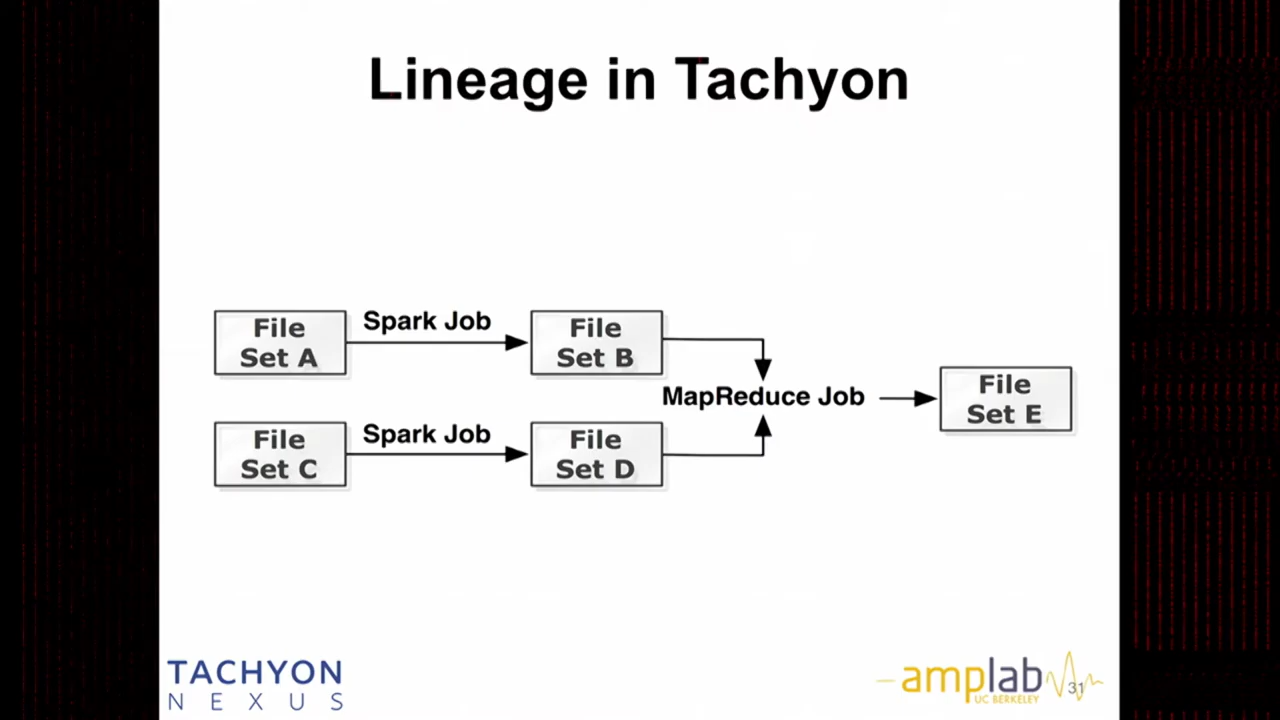 Lineage in Tachyon
File
Set A
Spark Job
File
Set B
File
Set C
Spark Job
File
Set D
MapReduce Job
File
Set E
TACHYON
NEXUS
amplab
UC BERKELEY
31